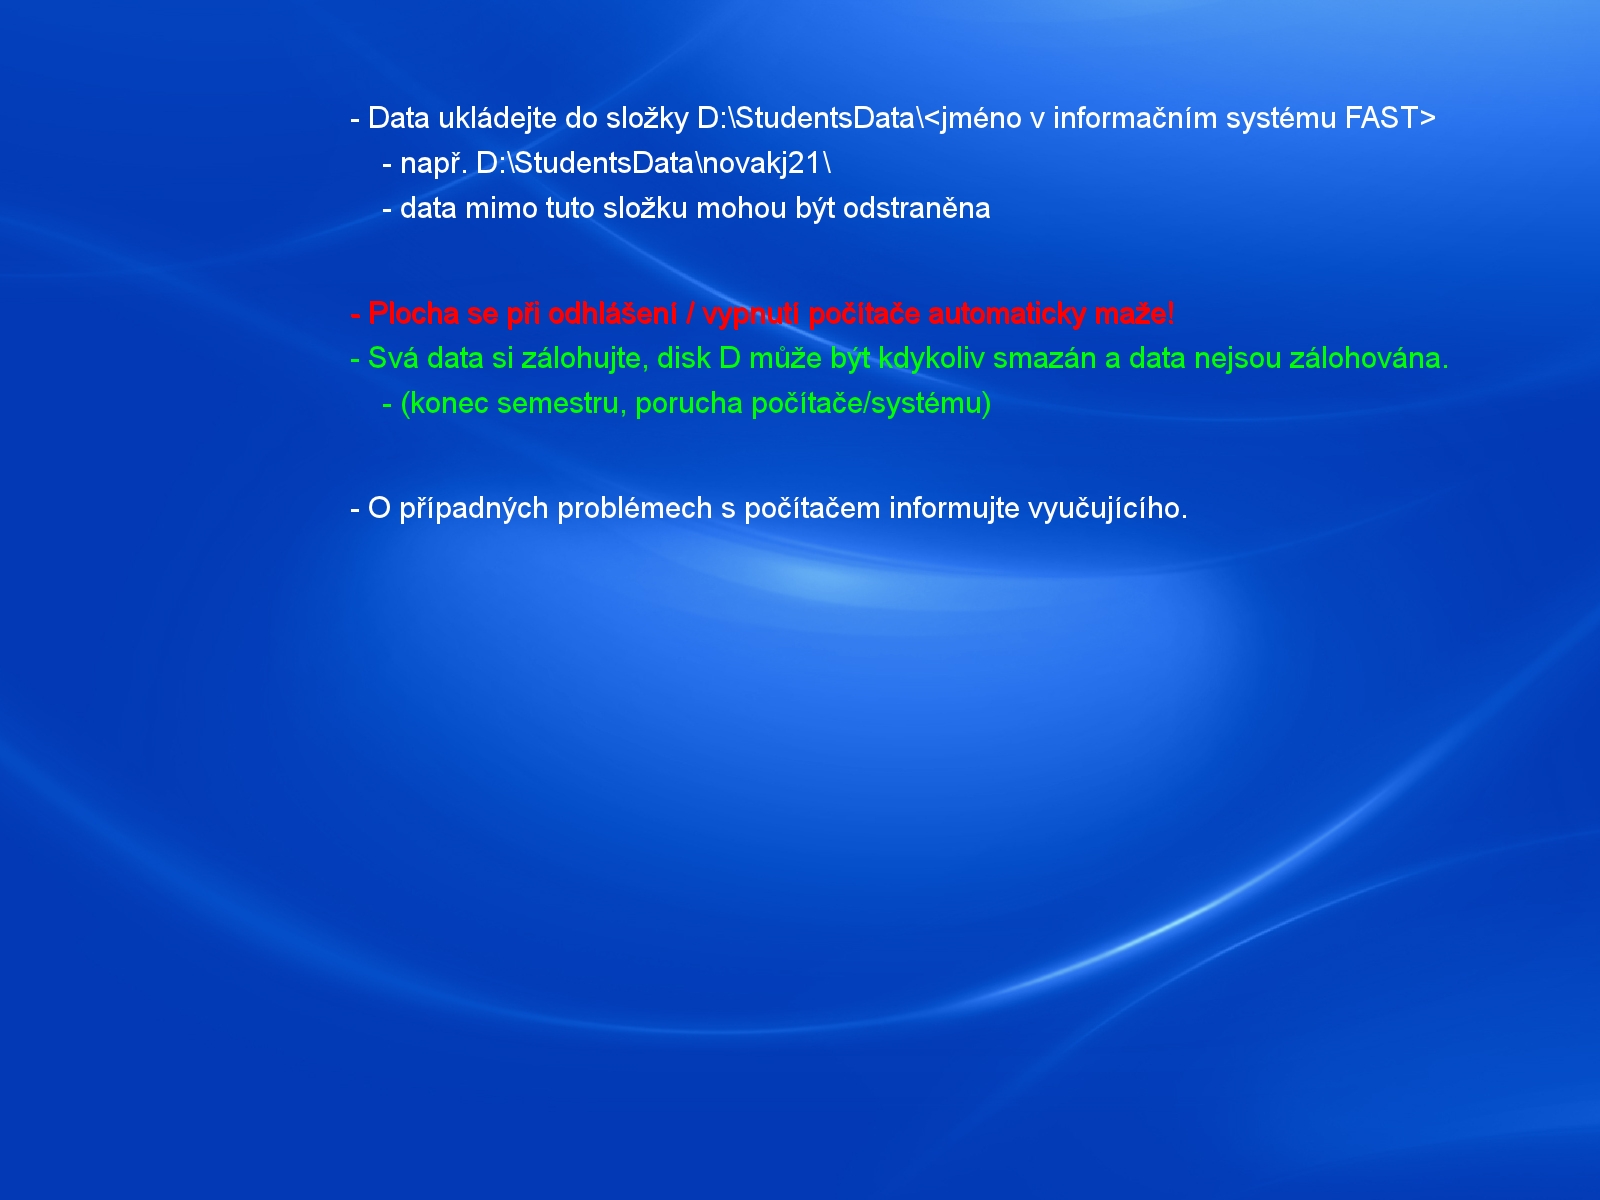 - Data ukládejte do složky D:\StudentsData\<jméno v informačním systému FAST>
- např. D:\StudentsData\novakj21\
- data mimo tuto složku mohou být odstraněna
- Plocha se při odhlášení / vypnutí počítače automaticky maže!
- Svá data si zálohujte, disk D může být kdykoliv smazán a data nejsou zálohována.
- (konec semestru, porucha počítače/systému)
- O případných problémech s počítačem informujte vyučujícího.